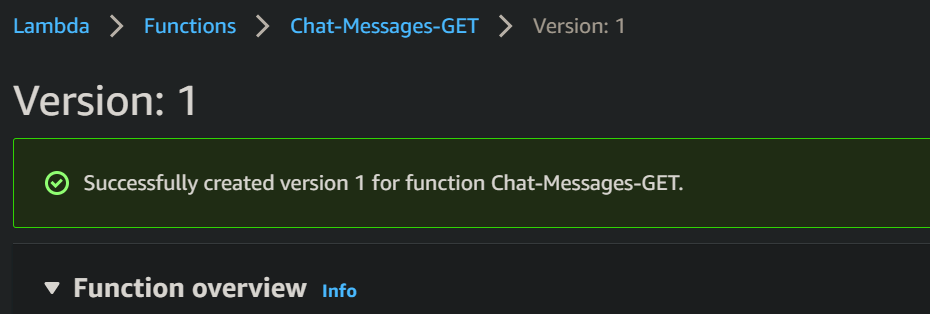 Lambda > Functions > Chat-Messages-GET > Version: 1
Version: 1
Successfully created version 1 for function Chat-Messages-GET.
Function overview Info